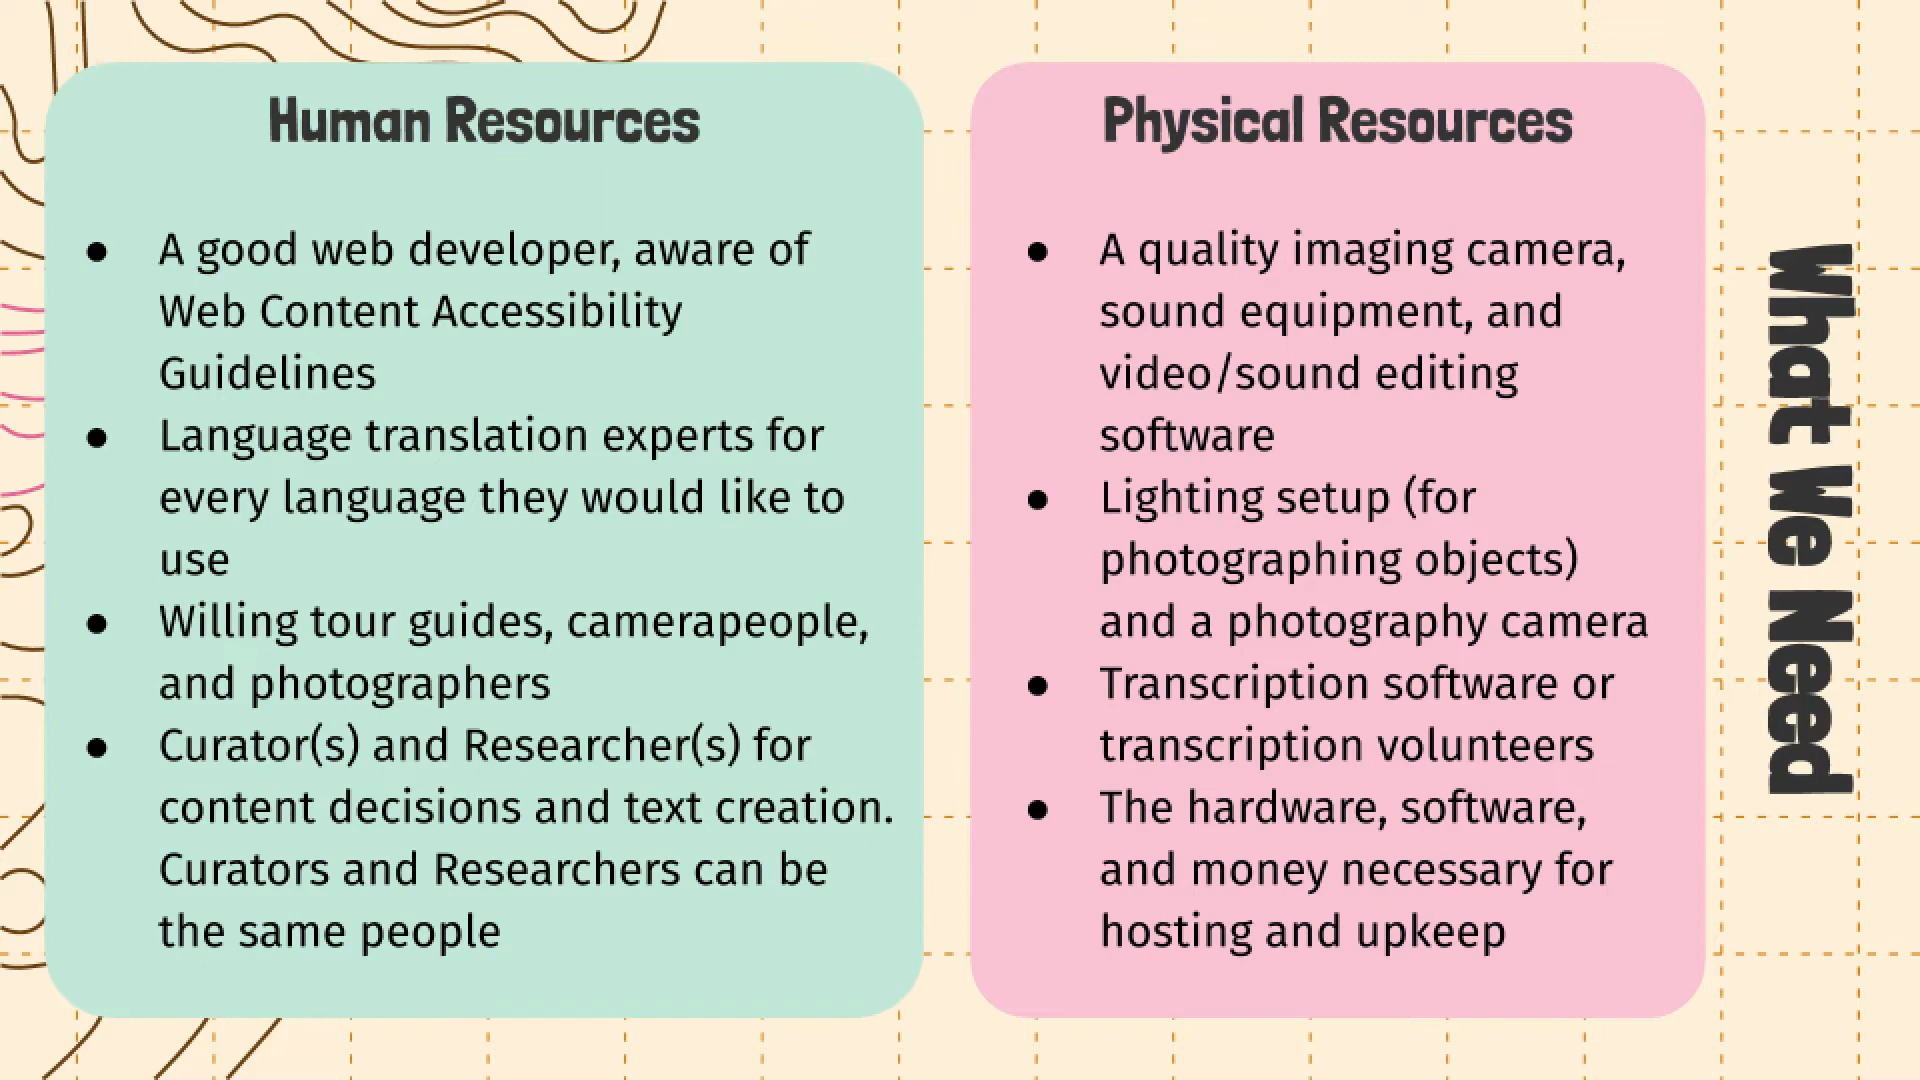 Human Resources
● A good web developer, aware of
Web Content Accessibility
Guidelines
● Language translation experts for
every language they would like to
use
● Willing tour guides, camerapeople,
and photographers
● Curator(s) and Researcher(s) for
content decisions and text creation.
Curators and Researchers can be
the same people
Physical Resources
● A quality imaging camera,
sound equipment, and
video/sound editing
software
● Lighting setup (for
photographing objects)
and a photography camera
● Transcription software or
transcription volunteers
● The hardware, software,
and money necessary for
hosting and upkeep
What We Need